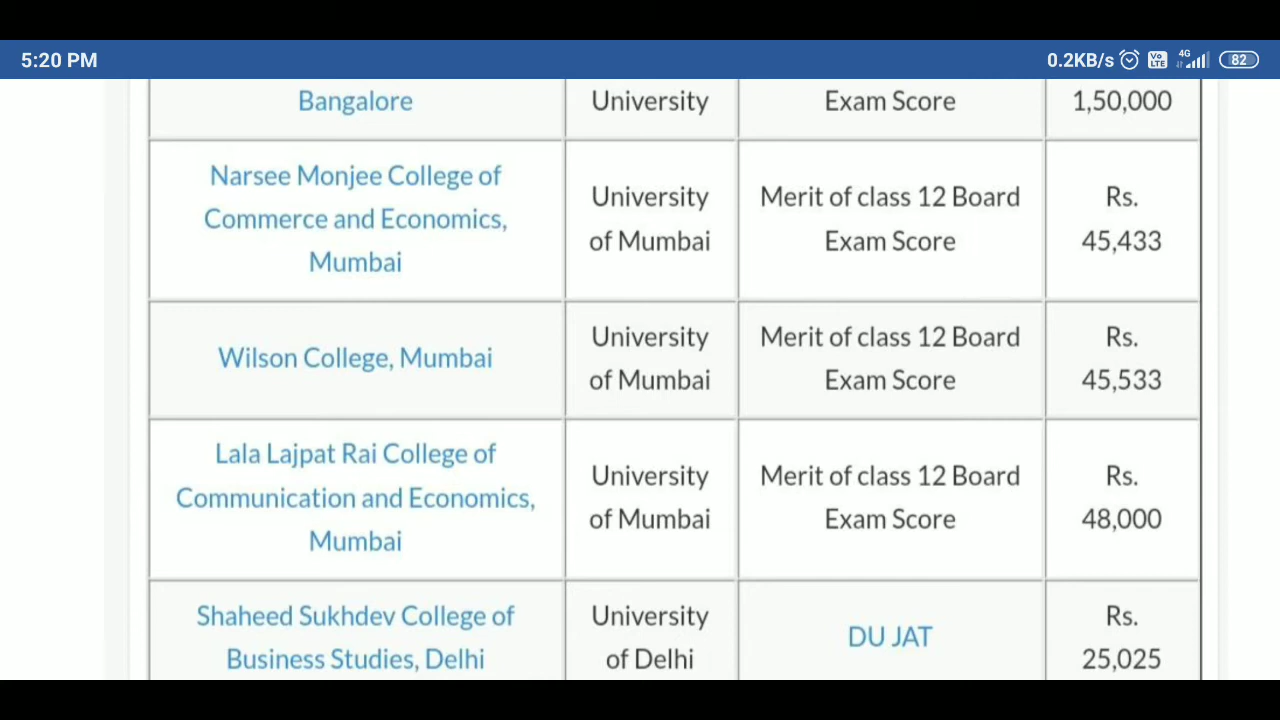 5:20 PM 0.2KB/s Vo LTE 4G 82
Bangalore University Exam Score 1,50,000
Narsee Monjee College of
Commerce and Economics,
Mumbai
University
of Mumbai
Merit of class 12 Board
Exam Score
Rs.
45,433
Wilson College, Mumbai
University
of Mumbai
Merit of class 12 Board
Exam Score
Rs.
45,533
Lala Lajpat Rai College of
Communication and Economics,
Mumbai
University
of Mumbai
Merit of class 12 Board
Exam Score
Rs.
48,000
Shaheed Sukhdev College of
Business Studies, Delhi
University
of Delhi
DU JAT
Rs.
25,025